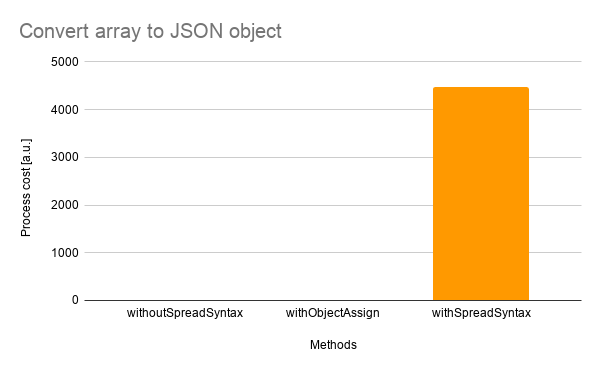 Convert array to JSON object
5000
4000
3000
2000
1000
0
Process cost [a.u.]
withoutSpreadSyntax withObjectAssign withSpreadSyntax
Methods